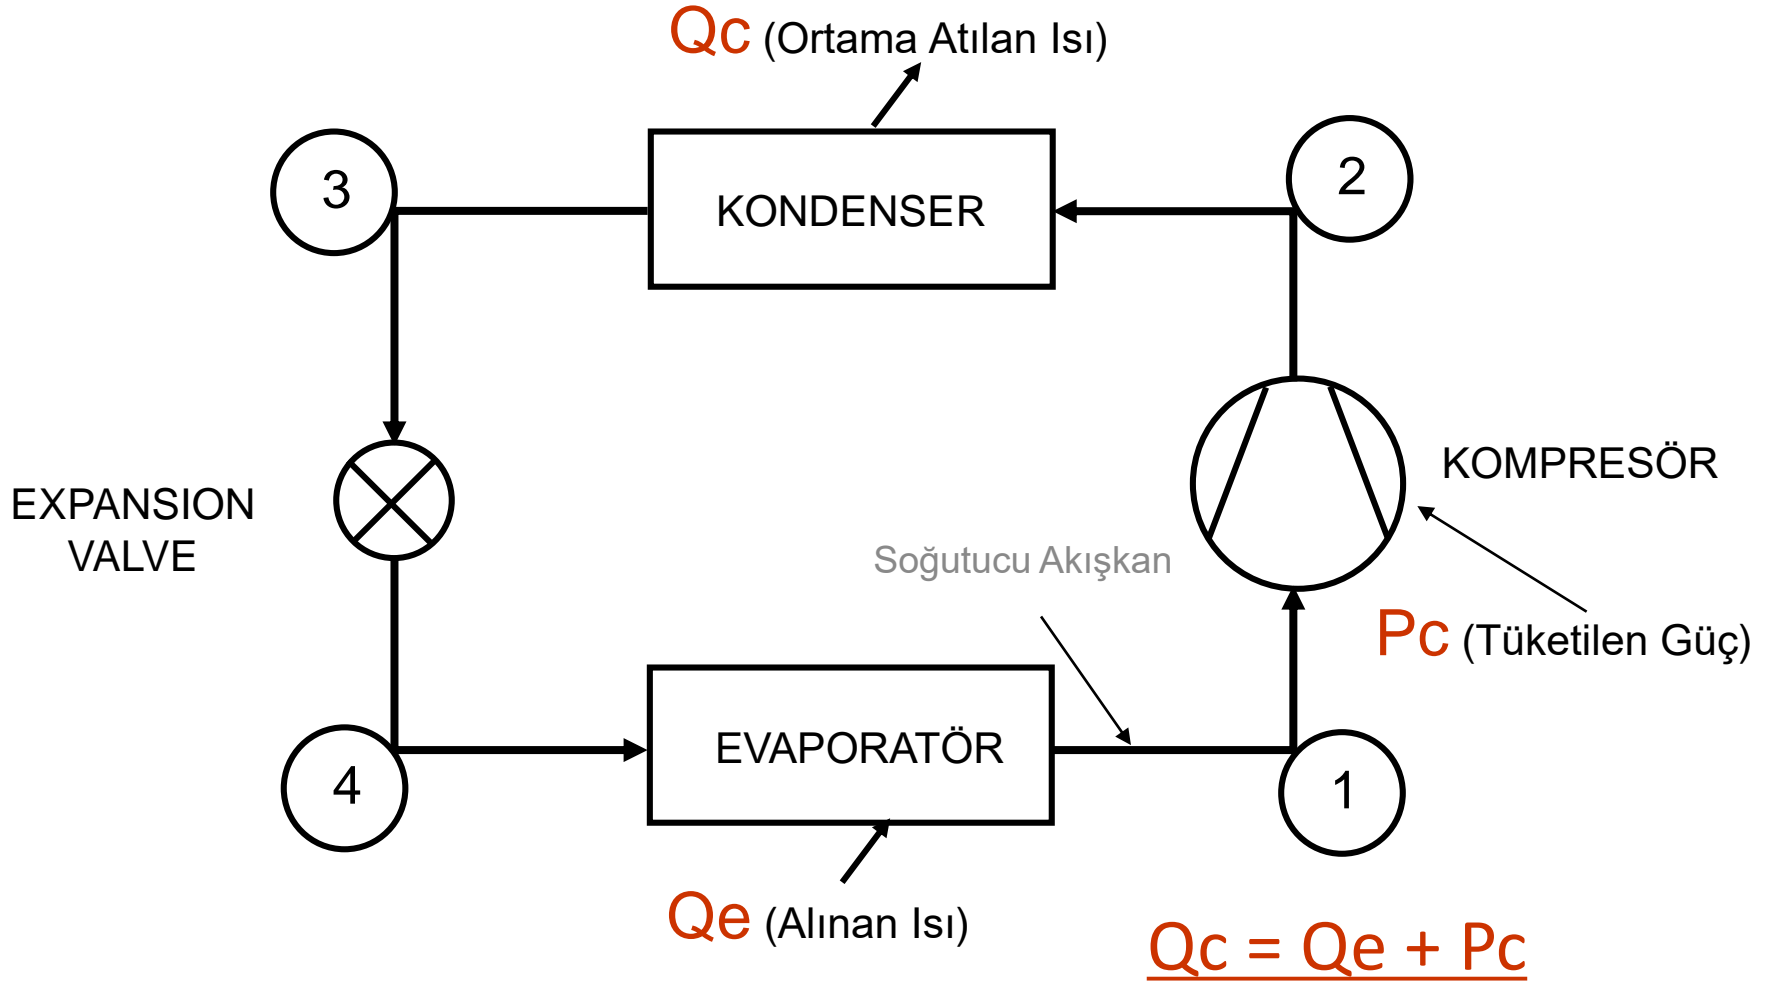 Qc (Ortama Atılan Isı)
3
KONDENSER
2
EXPANSION
VALVE
KOMPRESÖR
Soğutucu Akışkan
Pc (Tüketilen Güç)
4
EVAPORATÖR
1
Qe (Alınan Isı)
Qc = Qe + Pc